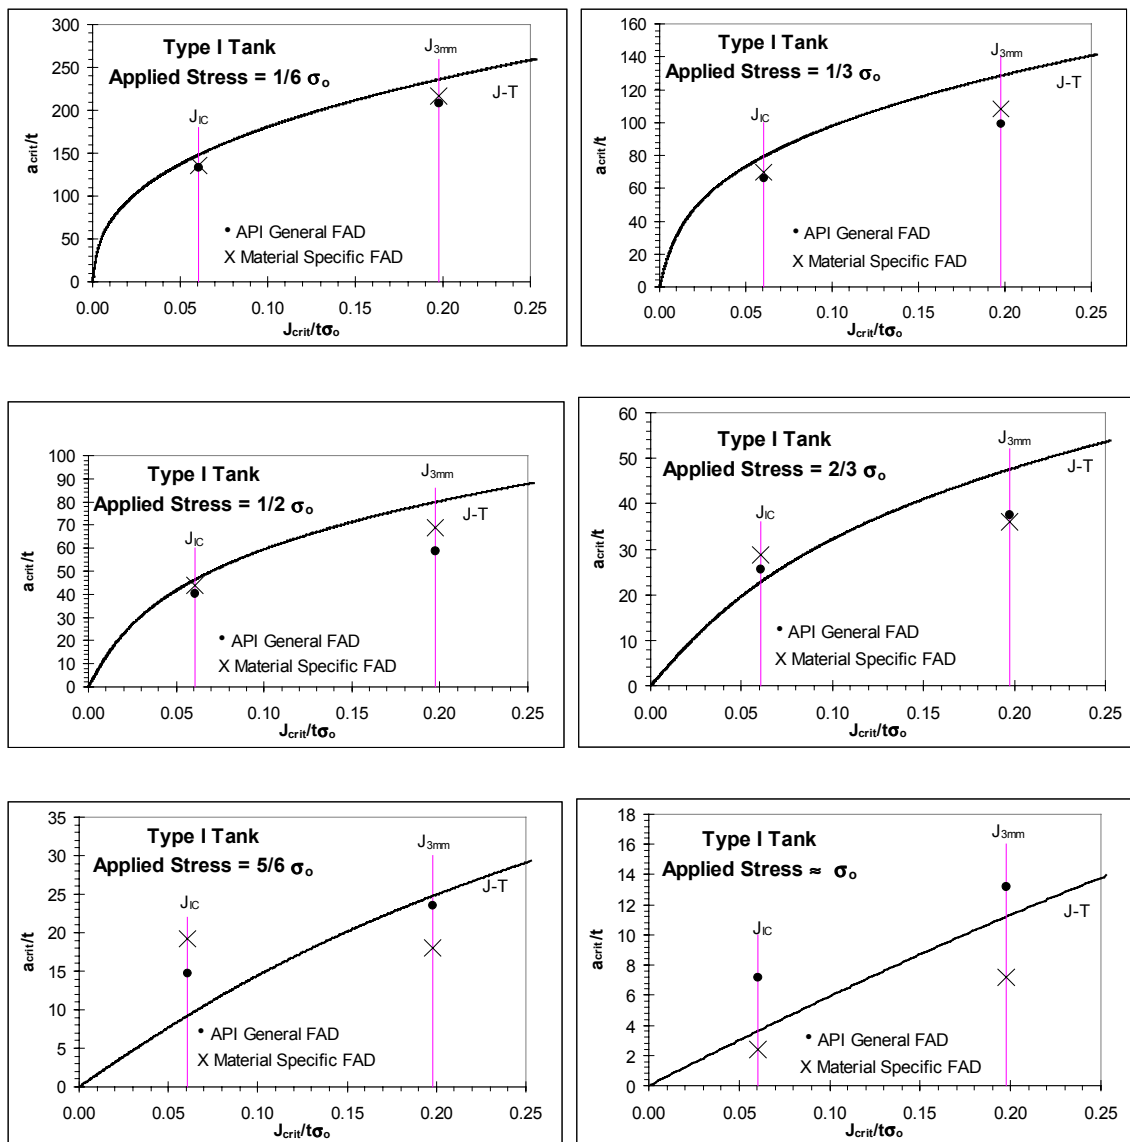 Type I Tank
Applied Stress = 1/6 σo
300
250
200
150
100
50
0
acrit/t
JIC
J3mm
J-T
• API General FAD
X Material Specific FAD
0.00 0.05 0.10 0.15 0.20 0.25
Jcrit/tσo
Type I Tank
Applied Stress = 1/3 σo
160
140
120
100
80
60
40
20
0
acrit/t
JIC
J3mm
J-T
• API General FAD
X Material Specific FAD
0.00 0.05 0.10 0.15 0.20 0.25
Jcrit/tσo
Type I Tank
Applied Stress = 1/2 σo
100
90
80
70
60
50
40
30
20
10
0
acrit/t
JIC
J3mm
J-T
• API General FAD
X Material Specific FAD
0.00 0.05 0.10 0.15 0.20 0.25
Jcrit/tσo
Type I Tank
Applied Stress = 2/3 σo
60
50
40
30
20
10
0
acrit/t
JIC
J3mm
J-T
• API General FAD
X Material Specific FAD
0.00 0.05 0.10 0.15 0.20 0.25
Jcrit/tσo
Type I Tank
Applied Stress = 5/6 σo
35
30
25
20
15
10
5
0
acrit/t
JIC
J3mm
J-T
• API General FAD
X Material Specific FAD
0.00 0.05 0.10 0.15 0.20 0.25
Jcrit/tσo
Type I Tank
Applied Stress ≈ σo
18
16
14
12
10
8
6
4
2
0
acrit/t
JIC
J3mm
J-T
• API General FAD
X Material Specific FAD
0.00 0.05 0.10 0.15 0.20 0.25
Jcrit/tσo